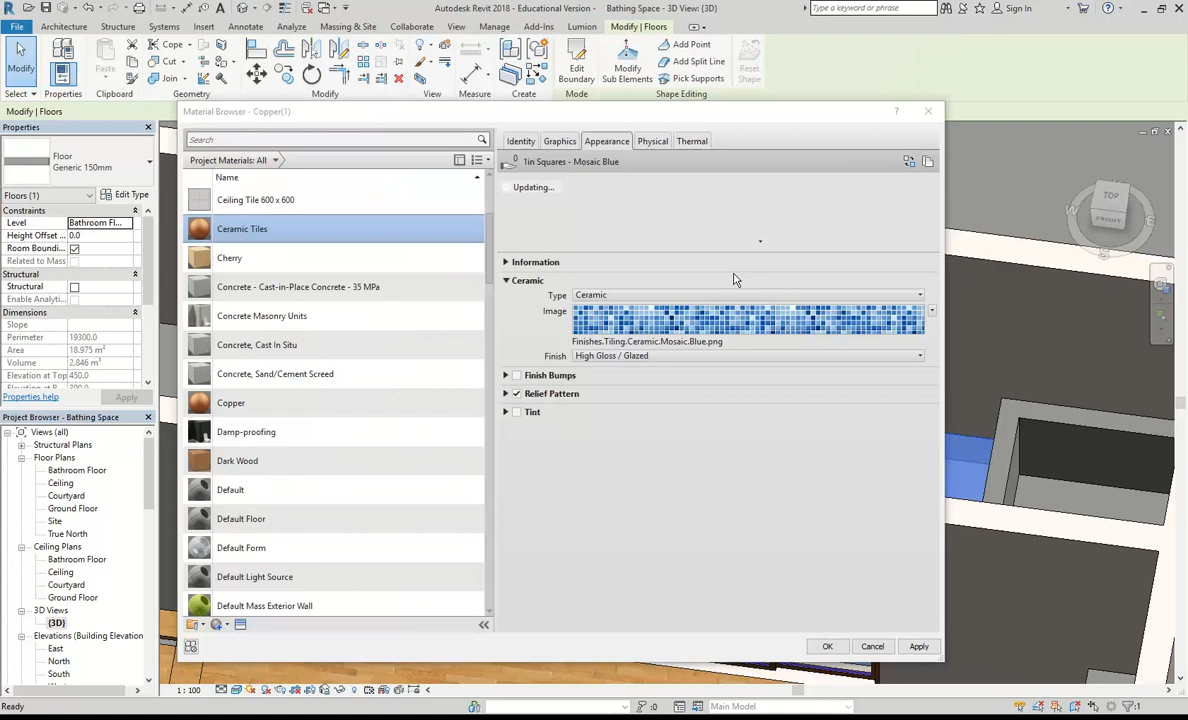 Autodesk Revit 2018 - Educational Version - Bathing Space - 3D View: {3D}
Type a keyword or phrase
Sign In
File Architecture Structure Systems Insert Annotate Analyze Massing & Site Collaborate View Manage Add-Ins Enscape™ Lumion Modify | Floors
Modify
Properties
Paste
Cope
Cut
Join
Edit
Boundary
Modify
Sub Elements
Add Point
Add Split Line
Pick Supports
Reset
Shape
Select Properties Clipboard Geometry Modify View Measure Create Mode Shape Editing
Modify | Floors
Properties
Floor
Generic 150mm
Floors (1)
Edit Type
Constraints
Level Bathroom Fl...
Height Offset ... 0.0
Room Boundi...
Related to Mass
Structural
Structural
Enable Analyti...
Dimensions
Slope
Perimeter 19300.0
Area 18.975 m²
Volume 2.846 m³
Elevation at Top 450.0
Properties help
Apply
Project Browser - Bathing Space
Views (all)
Structural Plans
Floor Plans
Bathroom Floor
Ceiling
Courtyard
Ground Floor
Site
True North
Ceiling Plans
Bathroom Floor
Ceiling
Courtyard
Ground Floor
3D Views
{3D}
Elevations (Building Elevation
East
North
South
Material Browser - Copper(1)
?
Search
Project Materials: All
Name
Ceiling Tile 600 x 600
Ceramic Tiles
Cherry
Concrete - Cast-in-Place Concrete - 35 MPa
Concrete Masonry Units
Concrete, Cast In Situ
Concrete, Sand/Cement Screed
Copper
Damp-proofing
Dark Wood
Default
Default Floor
Default Form
Default Light Source
Default Mass Exterior Wall
Identity Graphics Appearance Physical Thermal
0
1in Squares - Mosaic Blue
Updating...
Information
Ceramic
Type Ceramic
Image
Finishes.Tiling.Ceramic.Mosaic.Blue.png
Finish High Gloss / Glazed
Finish Bumps
Relief Pattern
Tint
OK Cancel Apply
TOP
FRONT
W
E
S
1 : 100
Ready
:0
Main Model
:1